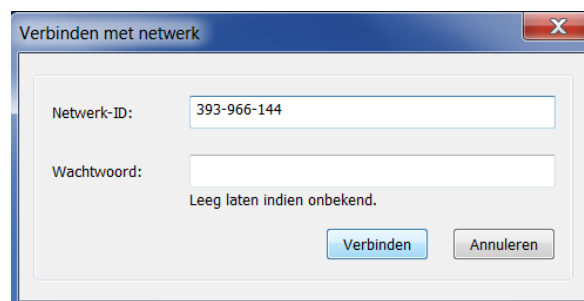 Verbinden met netwerk
Netwerk-ID: 393-966-144
Wachtwoord:
Leeg laten indien onbekend.
Verbinden Annuleren